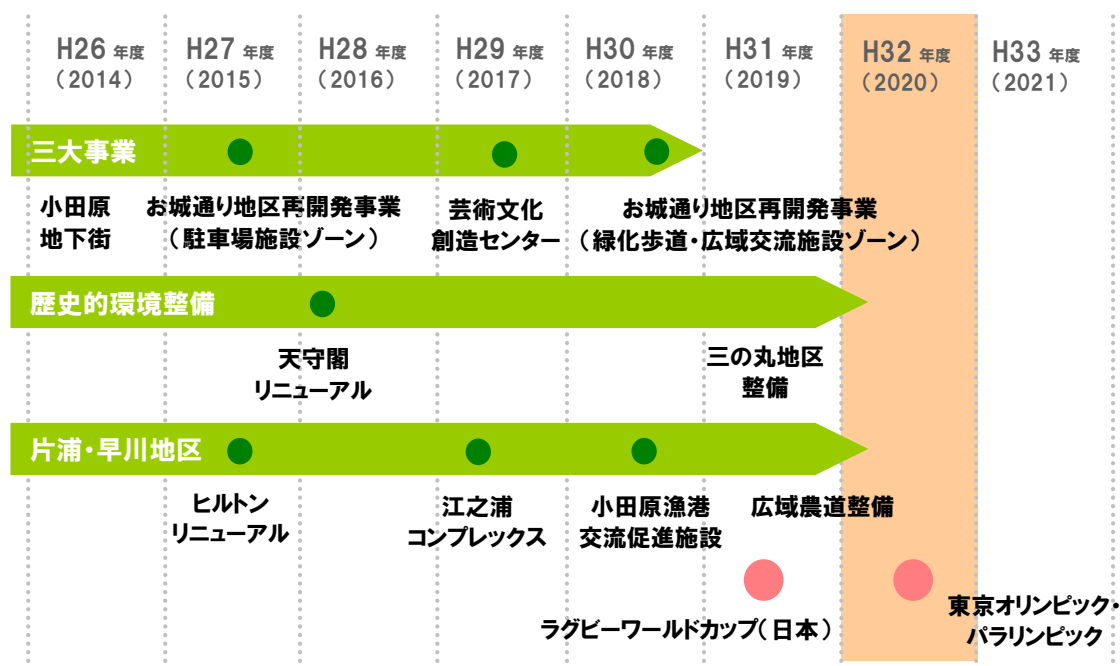 H26 年度 H27 年度 H28 年度 H29 年度 H30 年度 H31 年度 H32 年度 H33 年度
(2014) (2015) (2016) (2017) (2018) (2019) (2020) (2021)
三大事業
小田原
地下街
お城通り地区再開発事業
(駐車場施設ゾーン)
芸術文化
創造センター
お城通り地区再開発事業
(緑化歩道・広域交流施設ゾーン)
歴史的環境整備
天守閣
リニューアル
三の丸地区
整備
片浦・早川地区
ヒルトン
リニューアル
江之浦
コンプレックス
小田原漁港
交流促進施設
広域農道整備
ラグビーワールドカップ(日本)
東京オリンピック・
パラリンピック